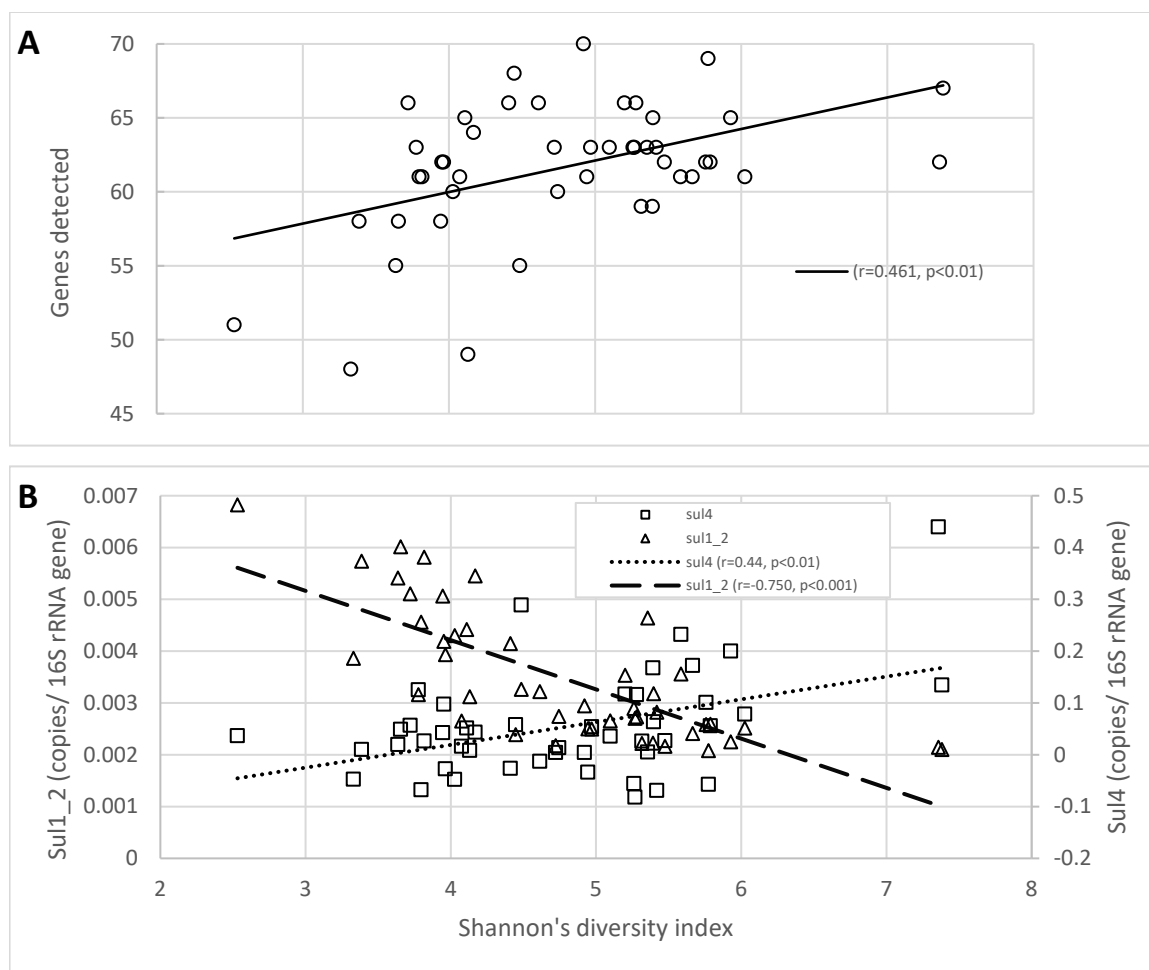 A
70
65
60
55
50
45
Genes detected
(r=0.461, p<0.01)
B
0.007
0.006
0.005
0.004
0.003
0.002
0.001
0
Sul1_2 (copies/ 16S rRNA gene)
sul4
sul1_2
sul4 (r=0.44, p<0.01)
sul1_2 (r=-0.750, p<0.001)
0.5
0.4
0.3
0.2
0.1
0
-0.1
-0.2
Sul4 (copies/ 16S rRNA gene)
2 3 4 5 6 7 8
Shannon's diversity index